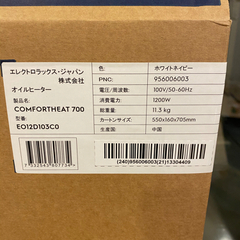 エレクトロラックス・ジャパン
株式会社
オイルヒーター
製品名:
COMFORTHEAT 700
型番:
EO12D103C0
色: ホワイトネイビー
PNC: 956006003
電圧/周波数: 100V/50-60Hz
消費電力: 1200W
総重量: 11.3 kg
カートンサイズ: 550x160x705mm
生産国: 中国
7 332543 807734 >
(240)956006003(21)13304409